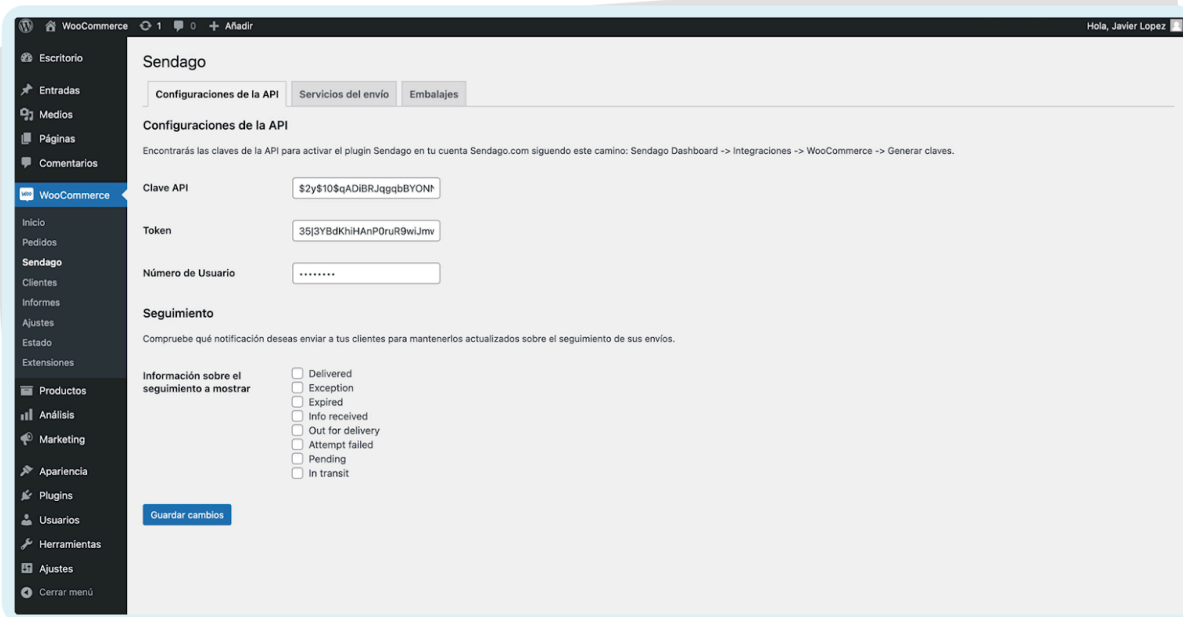 WooCommerce 1 0 + Añadir Hola, Javier Lopez
Escritorio
Entradas
Medios
Páginas
Comentarios
WooCommerce
Inicio
Pedidos
Sendago
Clientes
Informes
Ajustes
Estado
Extensiones
Productos
Análisis
Marketing
Apariencia
Plugins
Usuarios
Herramientas
Ajustes
Cerrar menú
Sendago
Configuraciones de la API Servicios del envío Embalajes
Configuraciones de la API
Encontrarás las claves de la API para activar el plugin Sendago en tu cuenta Sendago.com siguendo este camino: Sendago Dashboard -> Integraciones -> WooCommerce -> Generar claves.
Clave API
Token
Número de Usuario ••••••••
Seguimiento
Compruebe qué notificación deseas enviar a tus clientes para mantenerlos actualizados sobre el seguimiento de sus envíos.
Información sobre el
seguimiento a mostrar
Delivered
Exception
Expired
Info received
Out for delivery
Attempt failed
Pending
In transit
Guardar cambios